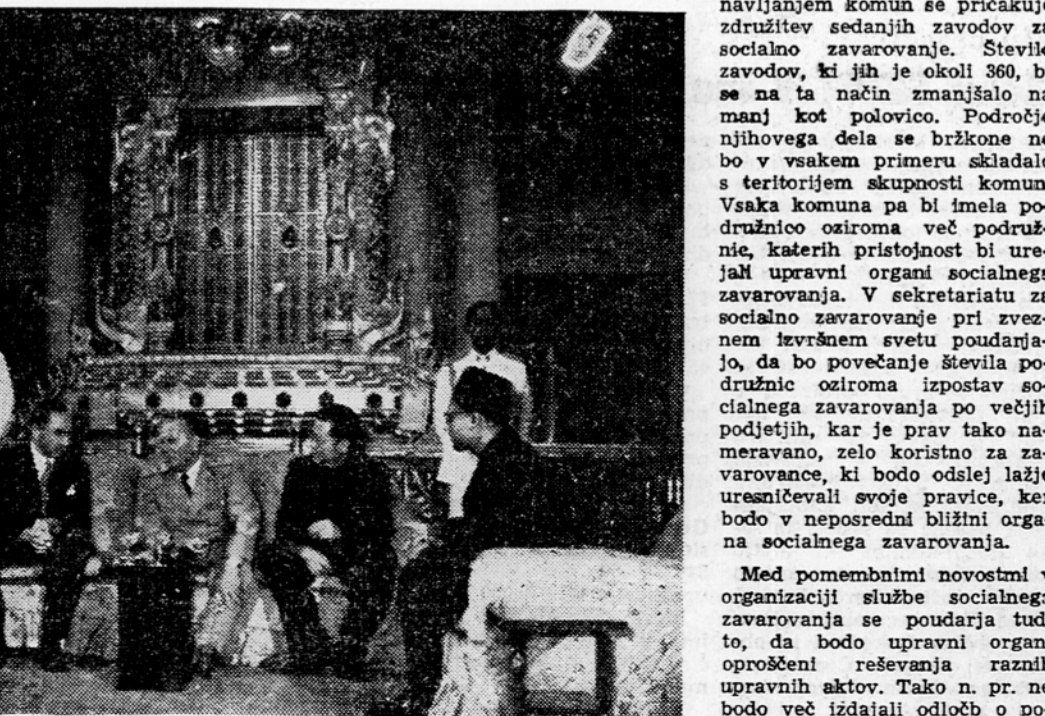 navljanjem komun se pričakuje
združitev sedanjih zavodov za
socialno zavarovanje. Števil
zavodov, ki jih je okoli 360, b
se na ta način zmanjšalo na
manj kot polovico. Področje
njihovega dela se bržkone ne
bo v vsakem primeru skladalo
s teritorijem skupnosti komun
Vsaka komuna pa bi imela po-
družnico oziroma več podruž-
nic, katerih pristojnost bi ure-
jali upravni organi socialnega
zavarovanja. V sekretariatu za
socialno zavarovanje pri zvez-
nem izvršnem svetu poudarja-
jo, da bo povečanje števila po-
družnic oziroma izpostav so-
cialnega zavarovanja po večjih
podjetjih, kar je prav tako na-
meravano, zelo koristno za za-
varovance, ki bodo odslej lažje
uresničevali svoje pravice, ker
bodo v neposredni bližini orga-
na socialnega zavarovanja.
Med pomembnimi novostmi v
organizaciji službe socialnega
zavarovanja se poudarja tud
to, da bodo upravni organ
oproščeni reševanja raznih
upravnih aktov. Tako n. pr. ne
bodo več izdajali odločb o po-